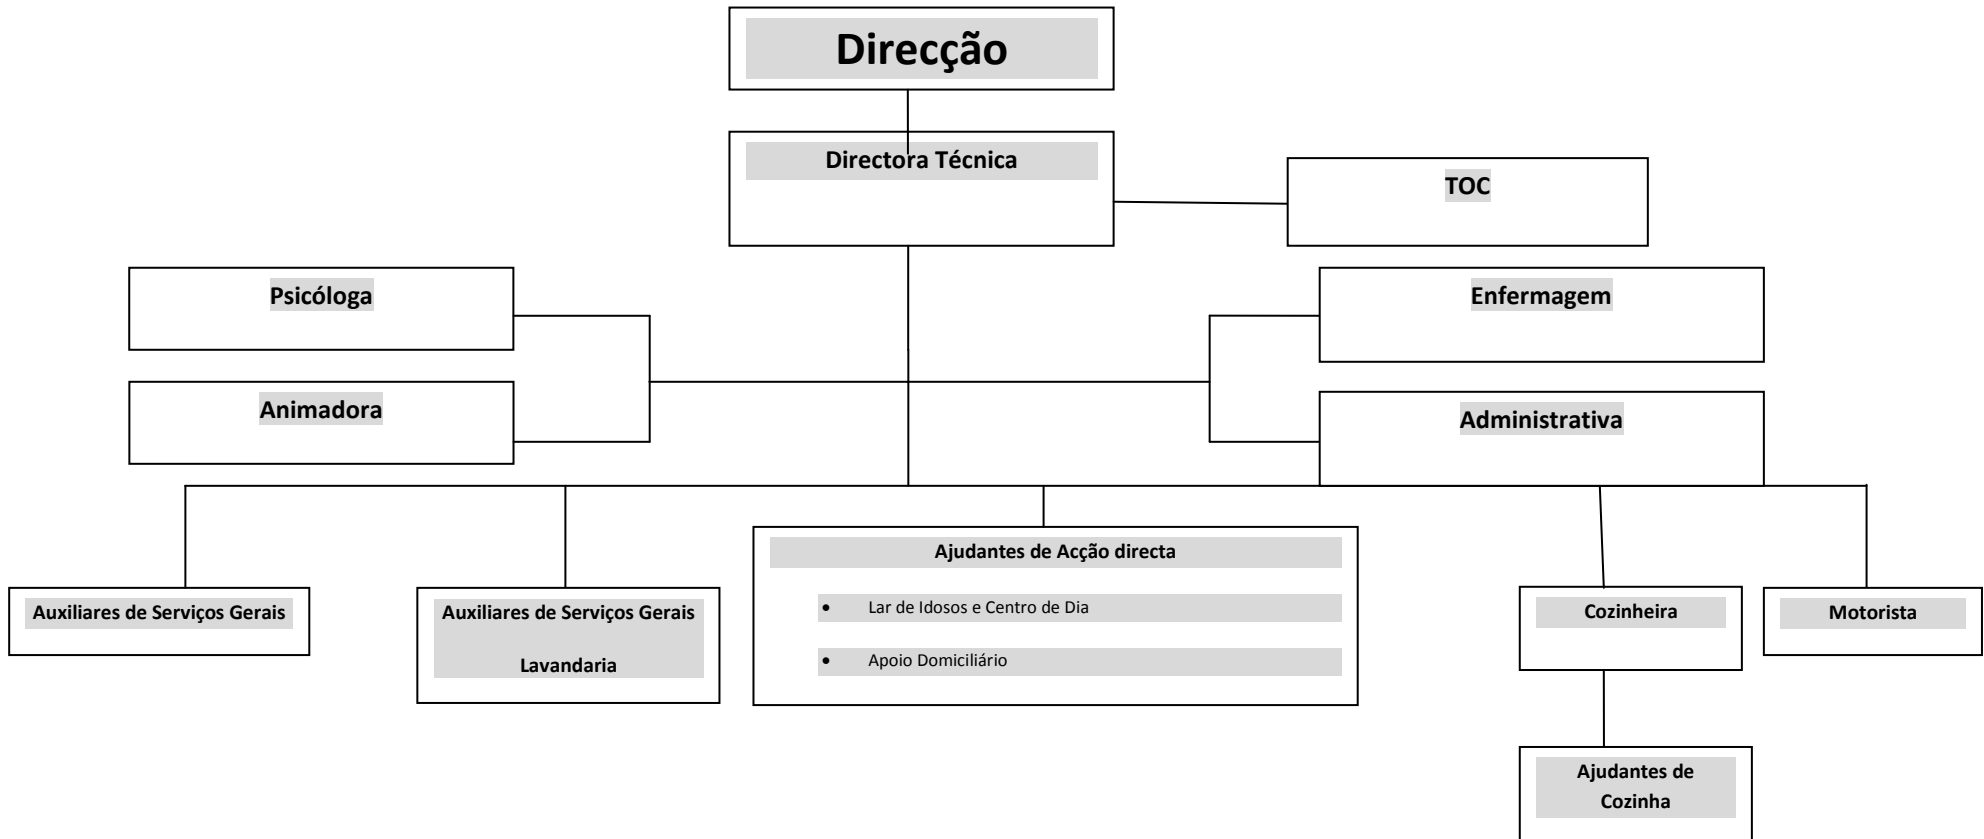 Direcção
Directora Técnica
TOC
Psicóloga
Enfermagem
Animadora
Administrativa
Auxiliares de Serviços Gerais
Auxiliares de Serviços Gerais
Lavandaria
Ajudantes de Acção directa
• Lar de Idosos e Centro de Dia
• Apoio Domiciliário
Cozinheira
Motorista
Ajudantes de
Cozinha